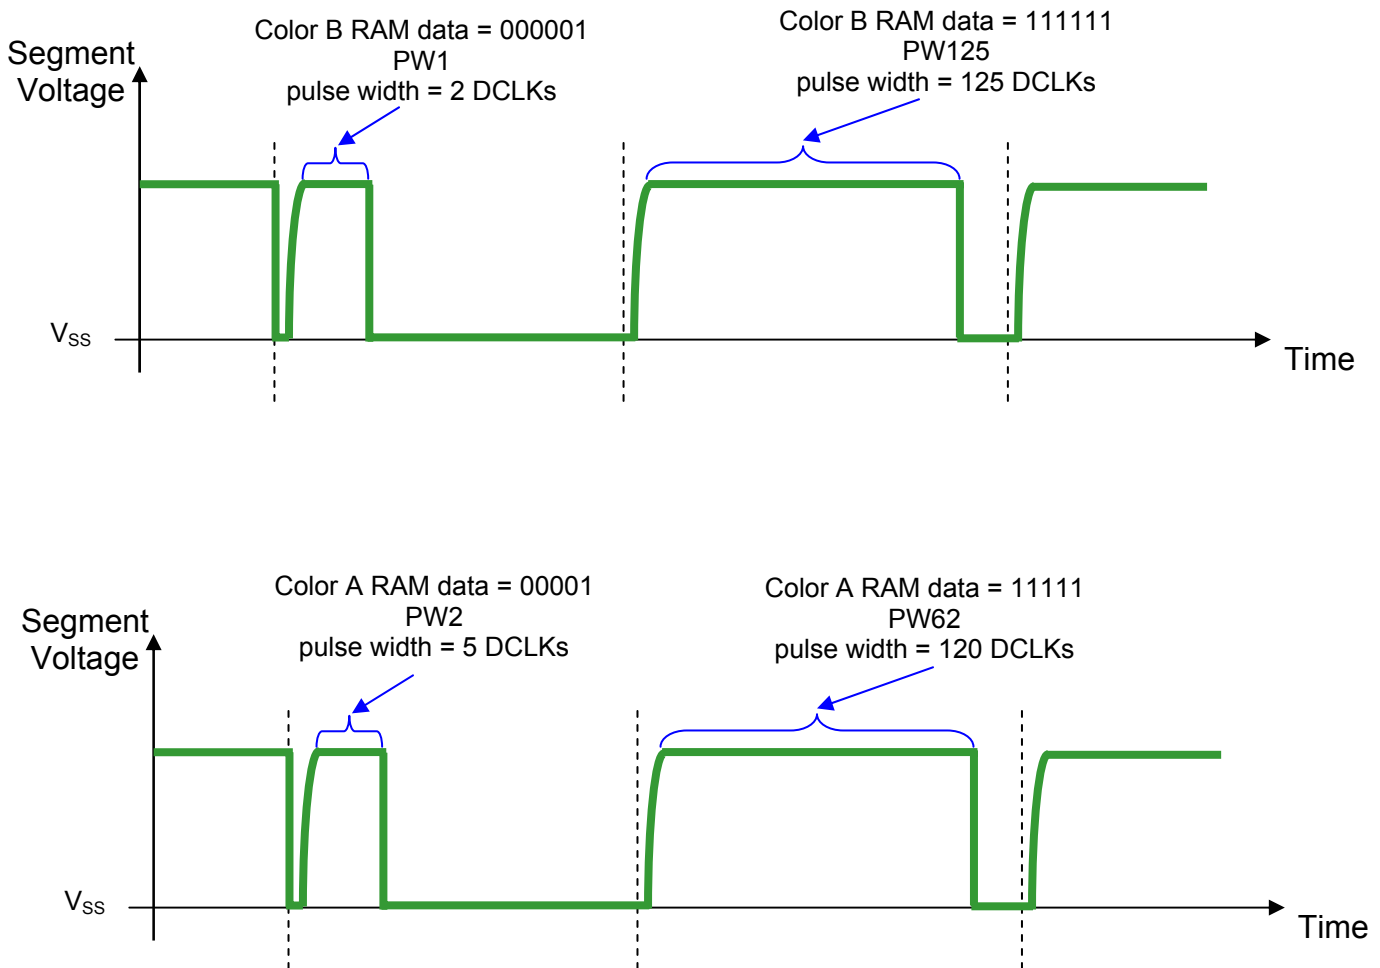 Color B RAM data = 000001
PW1
pulse width = 2 DCLKs
Color B RAM data = 111111
PW125
pulse width = 125 DCLKs
Segment
Voltage
VSS
Time
Color A RAM data = 00001
PW2
pulse width = 5 DCLKs
Color A RAM data = 11111
PW62
pulse width = 120 DCLKs
Segment
Voltage
VSS
Time